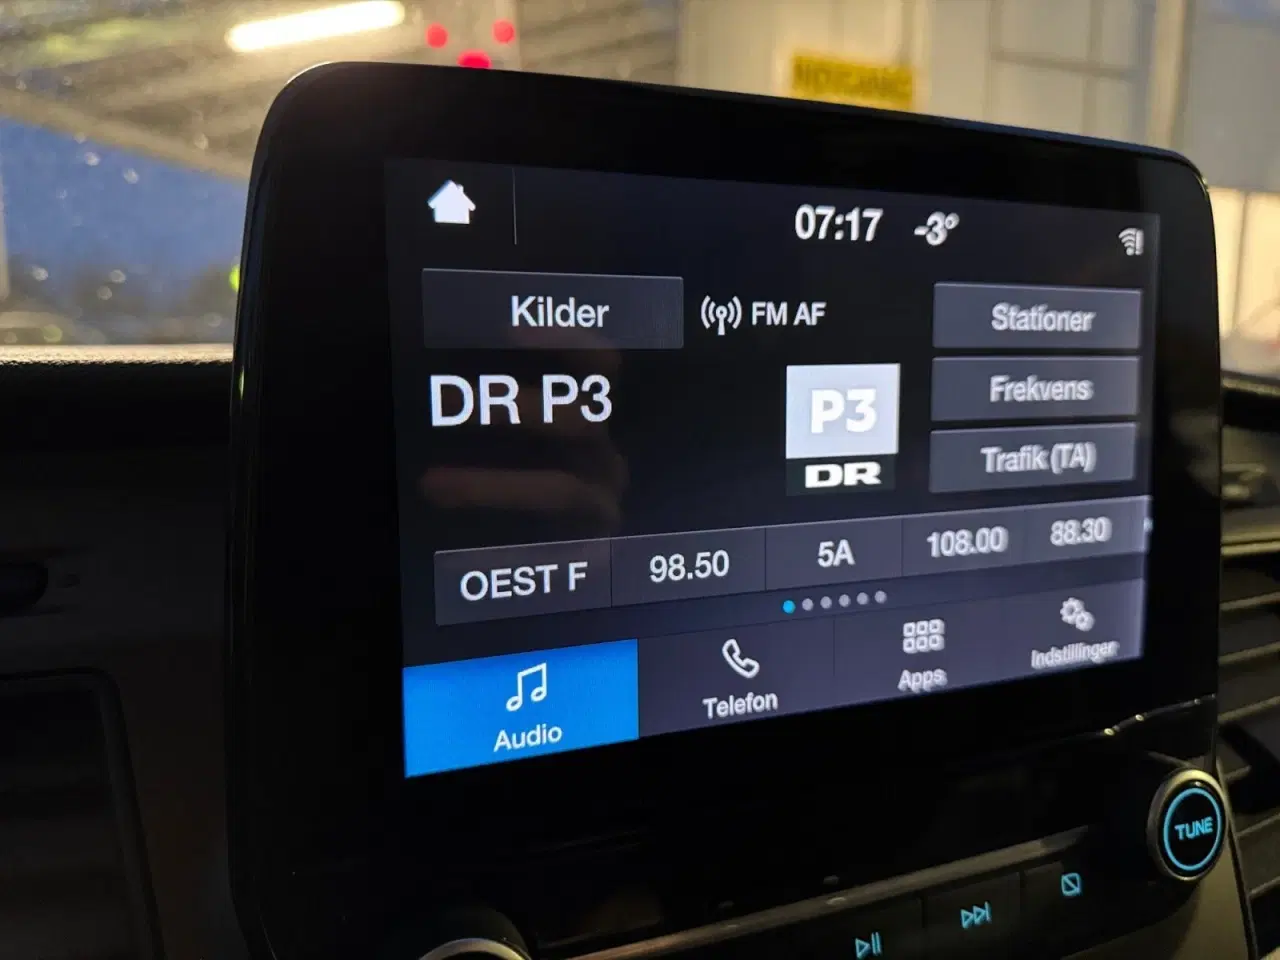 07:17 -3°
Kilder FM AF Stationer
DR P3 P3 Frekvens
DR Trafik (TA)
OEST F 98.50 5A 108.00 88.30
Audio Telefon Apps Indstillinger
TUNE